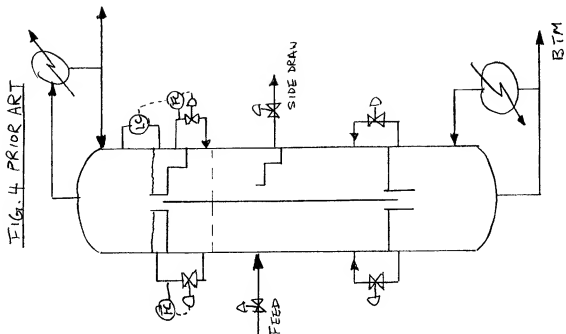 FIG. 4 PRIOR ART
LC
FC
FC
SIDE DRAW
FEED
BTM